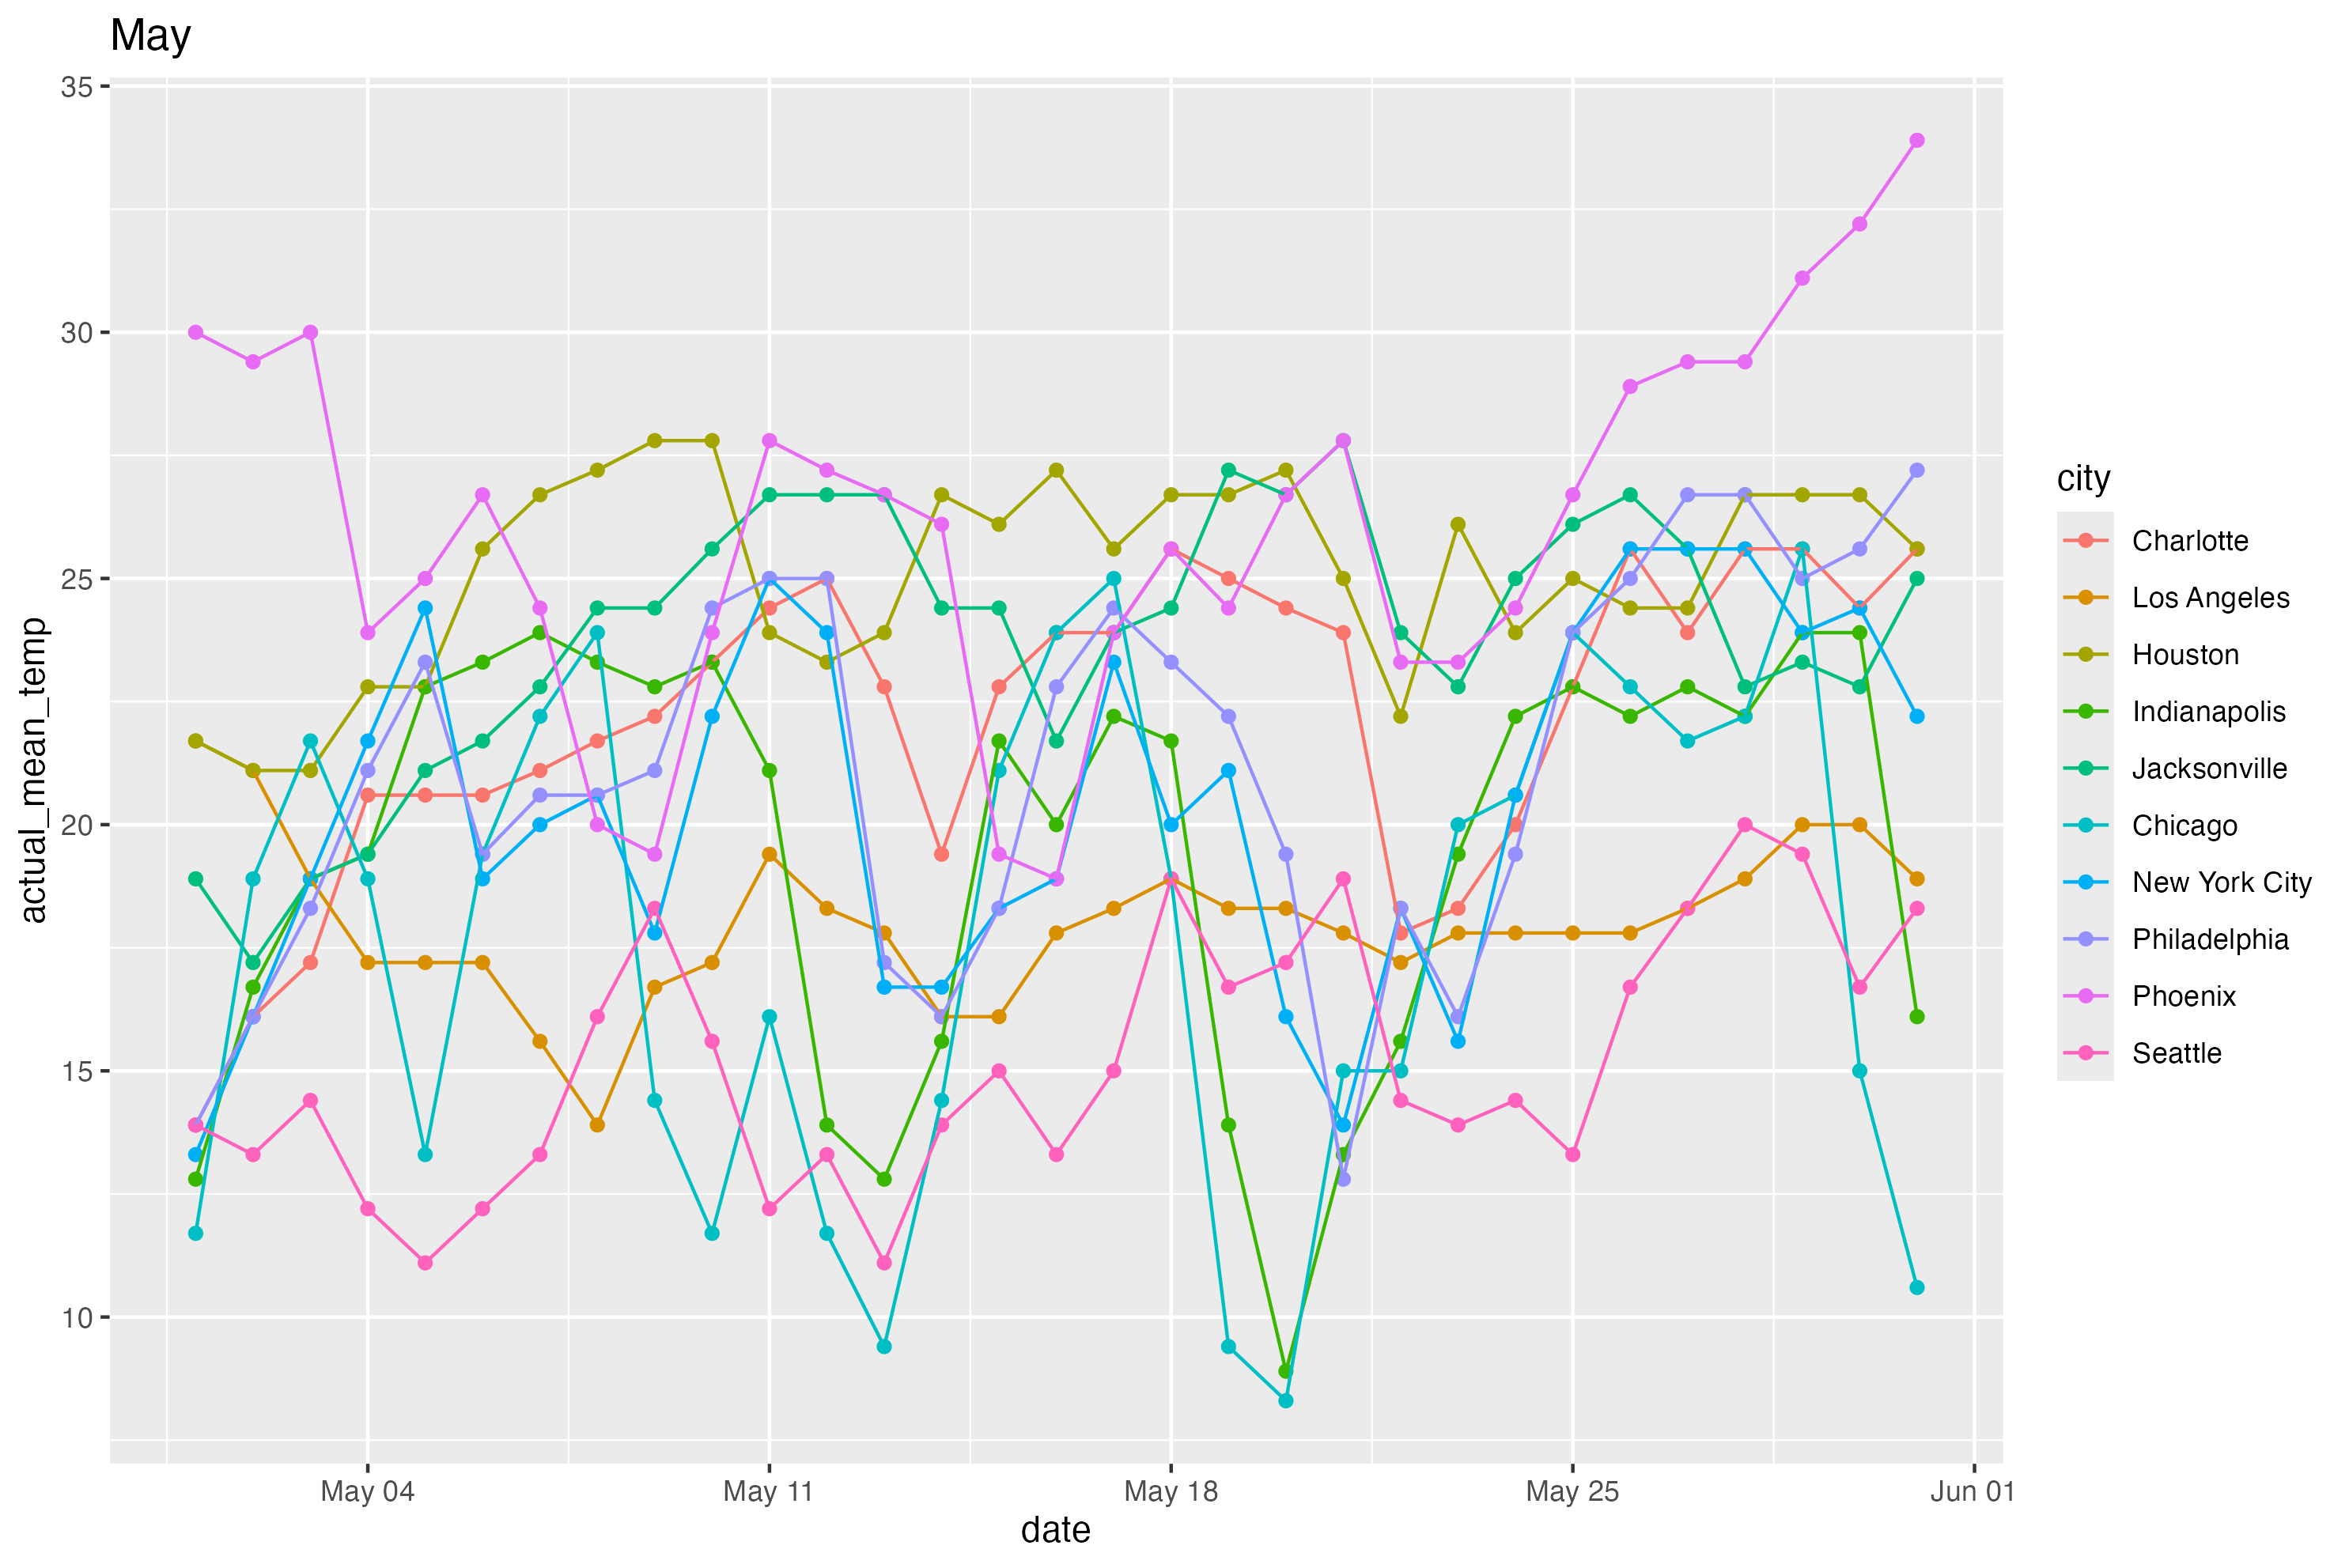 May
35
30
25
20
15
10
actual_mean_temp
May 04
May 11
May 18
May 25
Jun 01
date
city
Charlotte
Los Angeles
Houston
Indianapolis
Jacksonville
Chicago
New York City
Philadelphia
Phoenix
Seattle